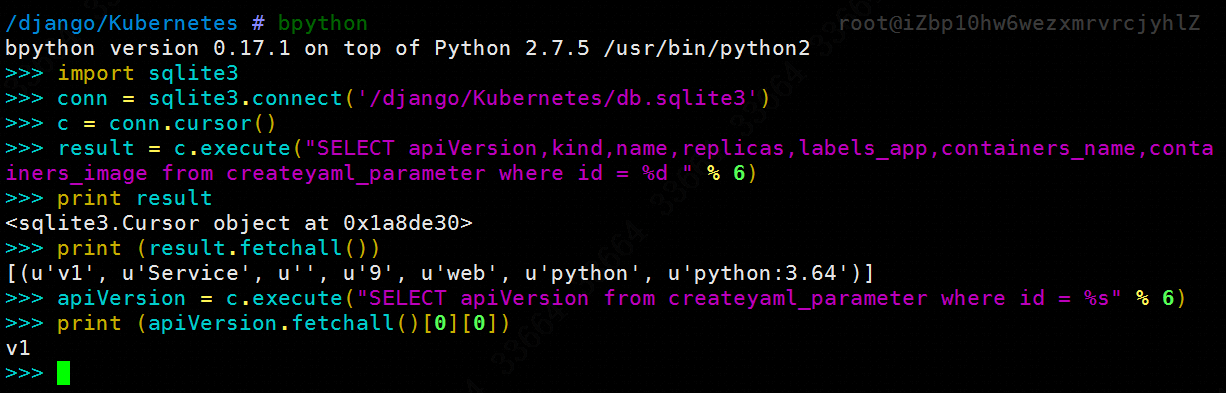 /django/Kubernetes # bpython root@iZbp10hw6wezxmrvrcjyhlZ
bpython version 0.17.1 on top of Python 2.7.5 /usr/bin/python2
>>> import sqlite3
>>> conn = sqlite3.connect('/django/Kubernetes/db.sqlite3')
>>> c = conn.cursor()
>>> result = c.execute("SELECT apiVersion,kind,name,replicas,labels_app,containers_name,conta
iners_image from createyaml_parameter where id = %d " % 6)
>>> print result
<sqlite3.Cursor object at 0x1a8de30>
>>> print (result.fetchall())
[(u'v1', u'Service', u'', u'9', u'web', u'python', u'python:3.64')]
>>> apiVersion = c.execute("SELECT apiVersion from createyaml_parameter where id = %s" % 6)
>>> print (apiVersion.fetchall()[0][0])
v1
>>>